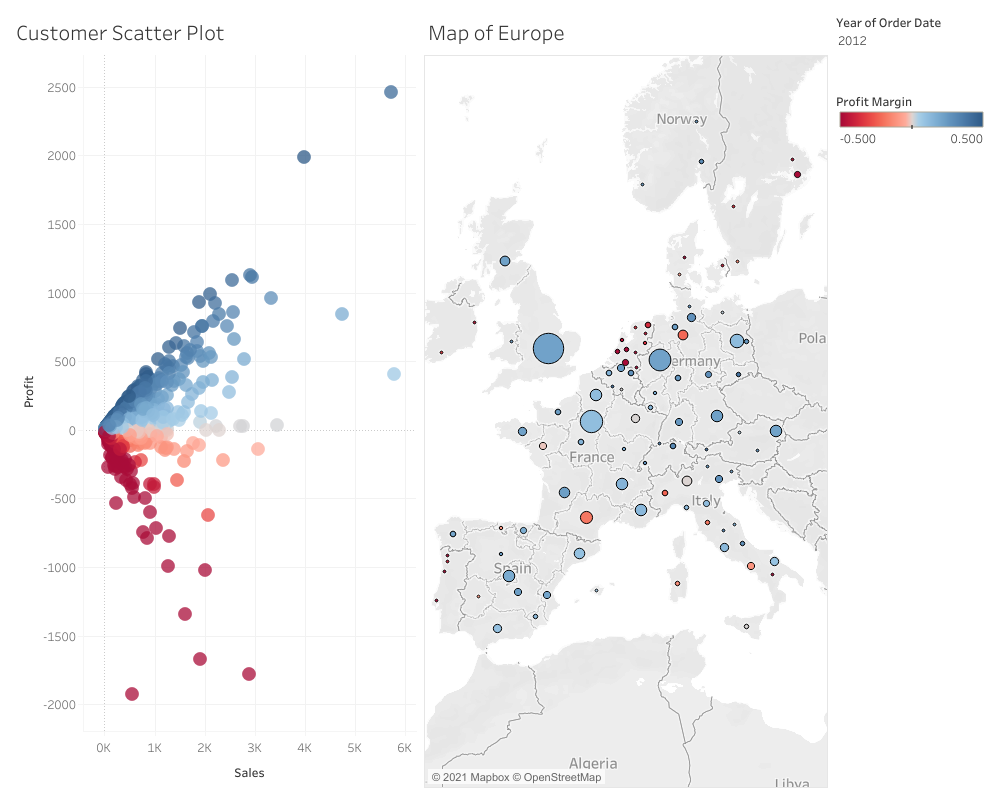 Customer Scatter Plot
2500
2000
1500
1000
500
0
-500
-1000
-1500
-2000
Profit
0K 1K 2K 3K 4K 5K 6K
Sales
Map of Europe
Norway
Pola
Germany
France
Italy
Spain
Algeria
Libya
© 2021 Mapbox © OpenStreetMap
Year of Order Date
2012
Profit Margin
-0.500 0.500